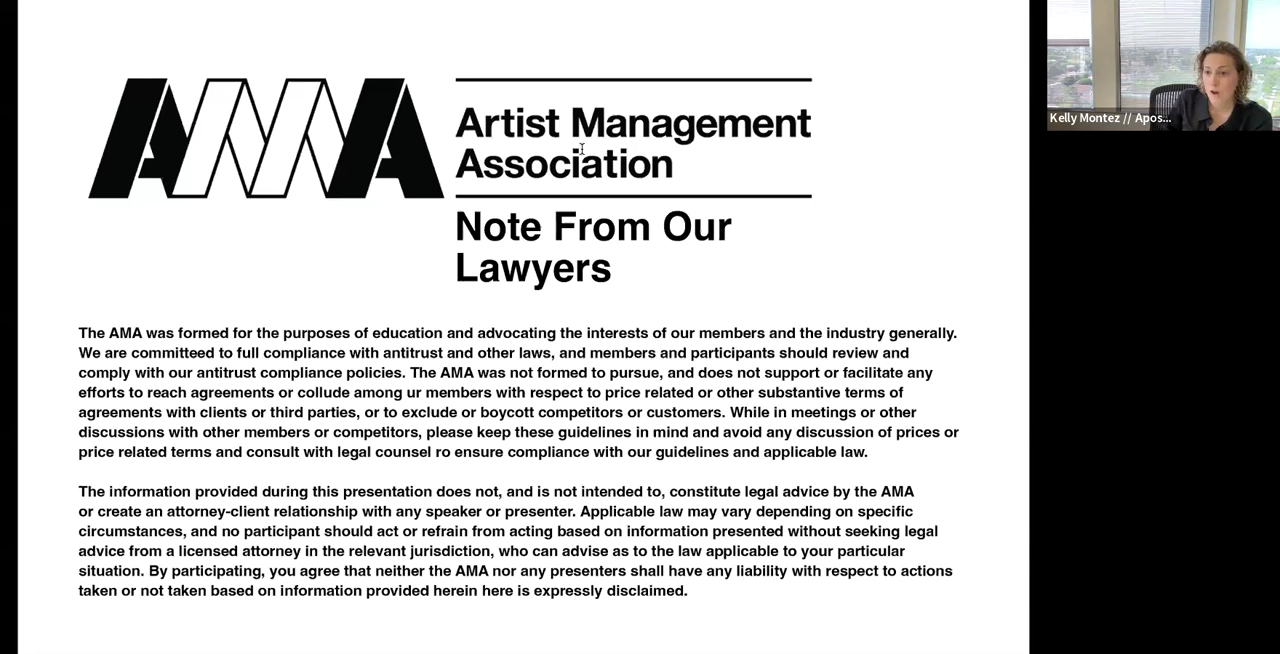 AMA
Artist Management
Association
Note From Our
Lawyers
The AMA was formed for the purposes of education and advocating the interests of our members and the industry generally.
We are committeed to full compliance with antitrust and other laws, and members and participants should review and
comply with our antitrust compliance policies. The AMA was not formed to pursue, and does not support or facilitate any
efforts to reach agreements or collude among ur members with respect to price related or other substantive terms of
agreements with clients or third parties, or to exclude or boycott competitors or customers. While in meetings or other
discussions with other members or competitors, please keep these guidelines in mind and avoid any discussion of prices or
price related terms and consult with legal counsel ro ensure compliance with our guidelines and applicable law.
The information provided during this presentation does not, and is not intended to, constitute legal advice by the AMA
or create an attorney-client relationship with any speaker or presenter. Applicable law may vary depending on specific
circumstances, and no participant should act or refrain from acting based on information presented without seeking legal
advice from a licensed attorney in the relevant jurisdiction, who can advise as to the law applicable to your particular
situation. By participating, you agree that neither the AMA nor any presenters shall have any liability with respect to actions
taken or not taken based on information provided herein here is expressly disclaimed.
Kelly Montez // Apos...